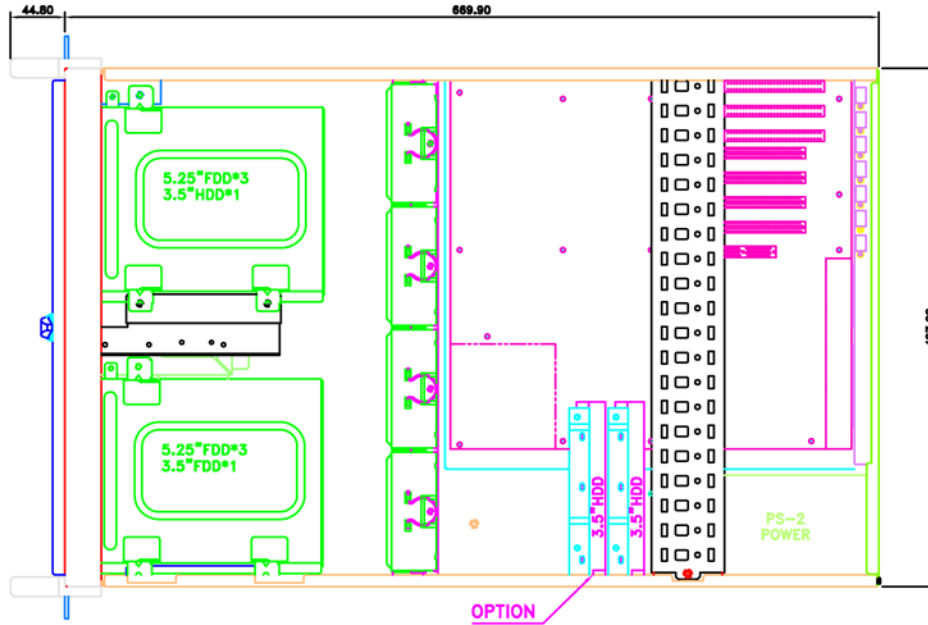 44.80
669.90
5.25"FDD*3
3.5"HDD*1
5.25"FDD*3
3.5"FDD*1
3.5"HDD
3.5"HDD
PS-2
POWER
OPTION